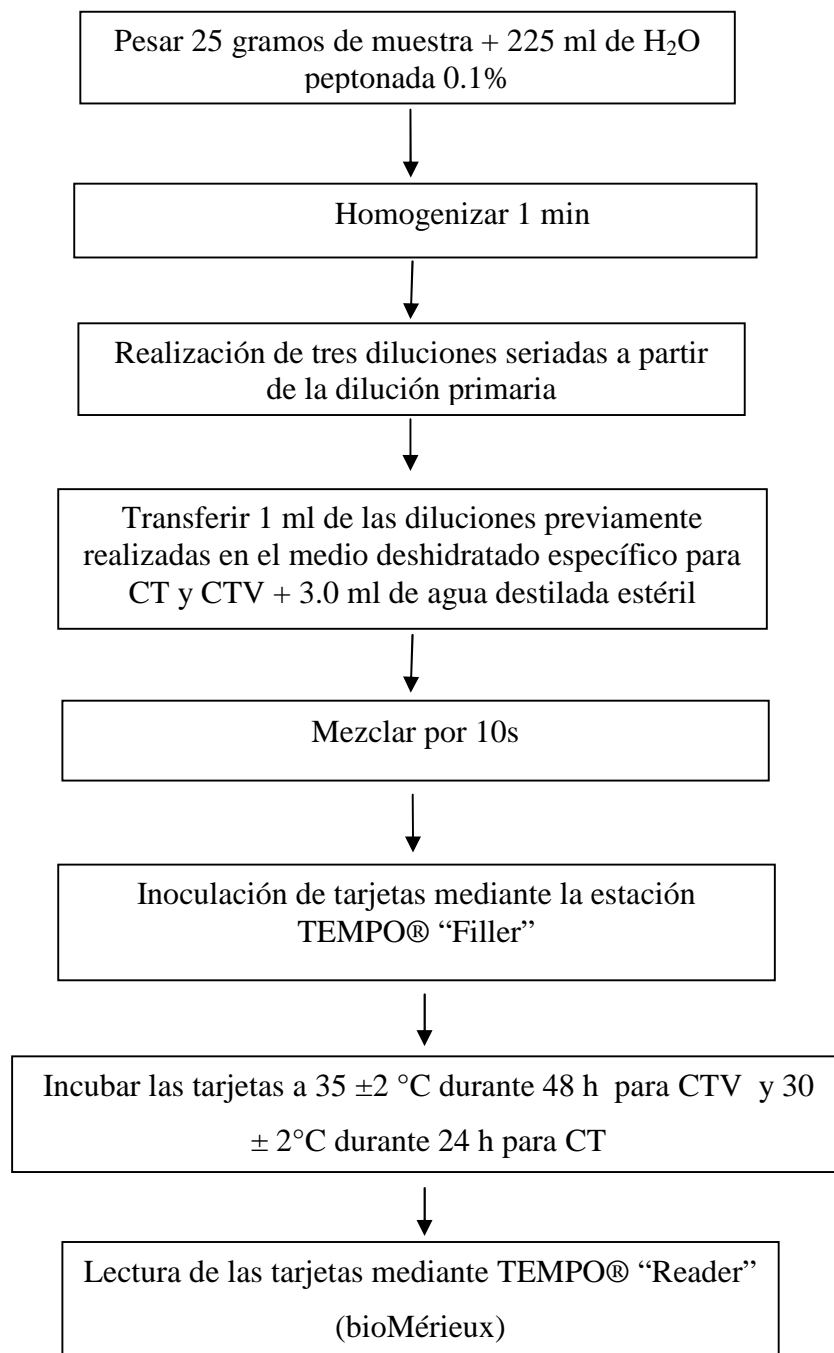 Pesar 25 gramos de muestra + 225 ml de H₂O
peptonada 0.1%
Homogenizar 1 min
Realización de tres diluciones seriadas a partir
de la dilución primaria
Transferir 1 ml de las diluciones previamente
realizadas en el medio deshidratado específico para
CT y CTV + 3.0 ml de agua destilada estéril
Mezclar por 10s
Inoculación de tarjetas mediante la estación
TEMPO® “Filler”
Incubar las tarjetas a 35 ±2 °C durante 48 h para CTV y 30
± 2°C durante 24 h para CT
Lectura de las tarjetas mediante TEMPO® “Reader”
(bioMérieux)